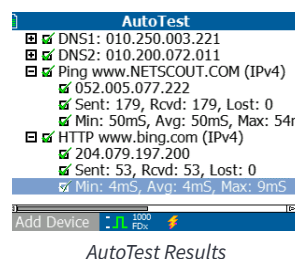 AutoTest
DNS1: 010.250.003.221
DNS2: 010.200.072.011
Ping www.NETSCOUT.COM (IPv4)
052.005.077.222
Sent: 179, Rcvd: 179, Lost: 0
Min: 50mS, Avg: 50mS, Max: 54r
HTTP www.bing.com (IPv4)
204.079.197.200
Sent: 53, Rcvd: 53, Lost: 0
Min: 4mS, Avg: 4mS, Max: 9mS
Add Device 1000 FDx
AutoTest Results